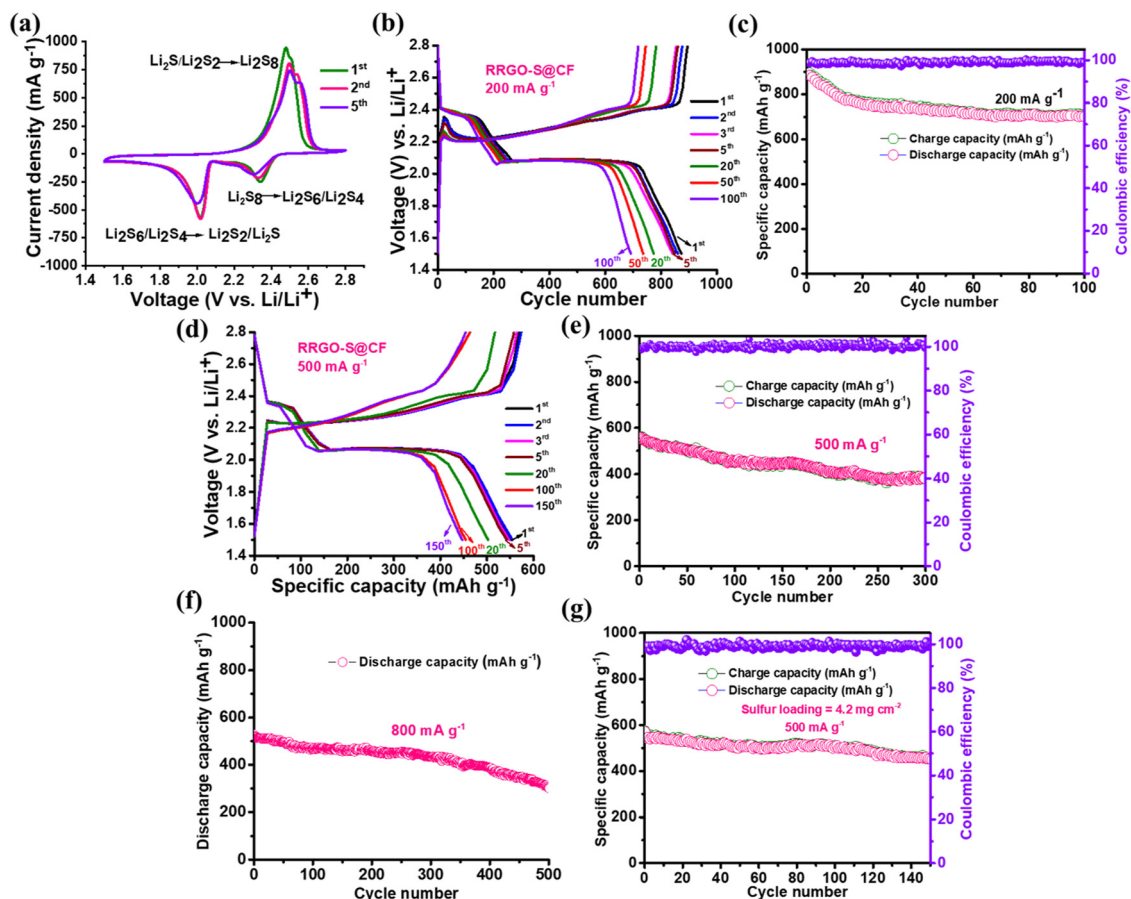 (a)
1000
750
500
250
0
-250
-500
-750
-1000
Current density (mA g⁻¹)
Li₂S/Li2S2→Li2S8
1ˢᵗ
2ⁿᵈ
5ᵗʰ
Li₂S8→Li2S6/Li2S4
Li2S6/Li2S4→Li2S2/Li₂S
1.4 1.6 1.8 2.0 2.2 2.4 2.6 2.8
Voltage (V vs. Li/Li⁺)
(b)
2.8
2.6
2.4
2.2
2.0
1.8
1.6
1.4
Voltage (V) vs. Li/Li⁺
RRGO-S@CF
200 mA g⁻¹
1ˢᵗ
2ⁿᵈ
3ʳᵈ
5ᵗʰ
20ᵗʰ
50ᵗʰ
100ᵗʰ
1ˢᵗ
100ᵗʰ 50ᵗʰ 20ᵗʰ 5ᵗʰ
0 200 400 600 800 1000
Cycle number
(c)
1000
800
600
400
200
0
Specific capacity (mAh g⁻¹)
200 mA g⁻¹
Charge capacity (mAh g⁻¹)
Discharge capacity (mAh g⁻¹)
100
80
60
40
20
0
Coulombic efficiency (%)
0 20 40 60 80 100
Cycle number
(d)
2.8
2.6
2.4
2.2
2.0
1.8
1.6
1.4
Voltage (V vs. Li/Li⁺)
RRGO-S@CF
500 mA g⁻¹
1ˢᵗ
2ⁿᵈ
3ʳᵈ
5ᵗʰ
20ᵗʰ
100ᵗʰ
150ᵗʰ
1ˢᵗ
150ᵗʰ 100ᵗʰ 20ᵗʰ 5ᵗʰ
0 100 200 300 400 500 600
Specific capacity (mAh g⁻¹)
(e)
1000
800
600
400
200
0
Specific capacity (mAh g⁻¹)
Charge capacity (mAh g⁻¹)
Discharge capacity (mAh g⁻¹)
500 mA g⁻¹
100
80
60
40
20
0
Coulombic efficiency (%)
0 50 100 150 200 250 300
Cycle number
(f)
1000
800
600
400
200
0
Discharge capacity (mAh g⁻¹)
Discharge capacity (mAh g⁻¹)
800 mA g⁻¹
0 100 200 300 400 500
Cycle number
(g)
1000
800
600
400
200
0
Specific capacity (mAh g⁻¹)
Charge capacity (mAh g⁻¹)
Discharge capacity (mAh g⁻¹)
Sulfur loading = 4.2 mg cm⁻²
500 mA g⁻¹
100
80
60
40
20
0
Coulombic efficiency (%)
0 20 40 60 80 100 120 140
Cycle number